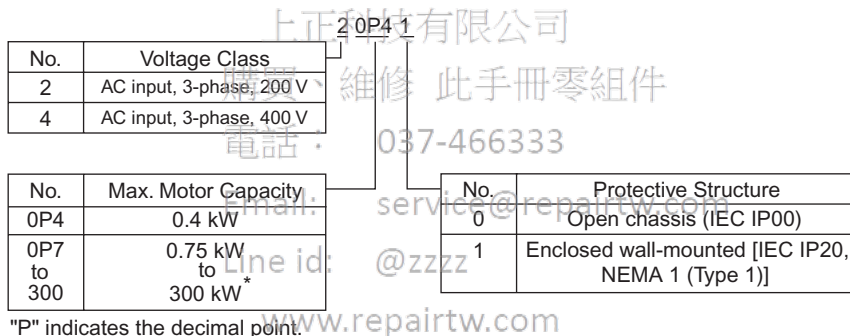 上正科技有限公司
2 0P4 1
No. Voltage Class
2 AC input, 3-phase, 200 V
4 AC input, 3-phase, 400 V
購買、維修 此手冊零組件
電話： 037-466333
No. Max. Motor Capacity
0P4 0.4 kW
0P7 0.75 kW
to to
300 300 kW*
No. Protective Structure
0 Open chassis (IEC IP00)
1 Enclosed wall-mounted [IEC IP20,
NEMA 1 (Type 1)]
Email: service@repairtw.com
Line id: @zzzz
"P" indicates the decimal point.
www.repairtw.com